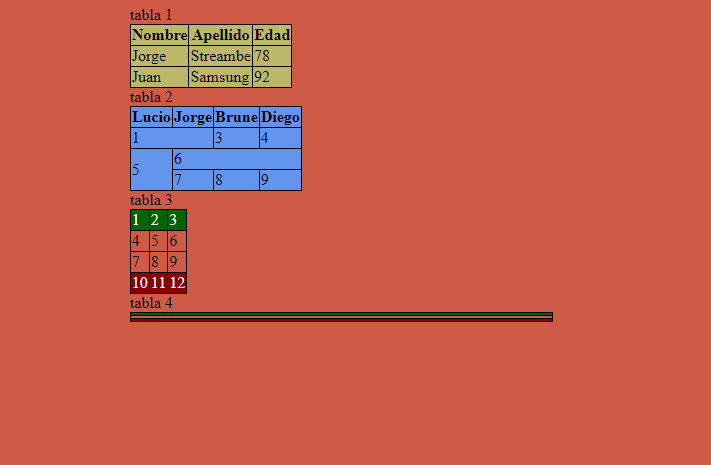 tabla 1
Nombre Apellido Edad
Jorge Streambe 78
Juan Samsung 92
tabla 2
Lucio Jorge Brune Diego
1 3 4
5 6
7 8 9
tabla 3
1 2 3
4 5 6
7 8 9
10 11 12
tabla 4